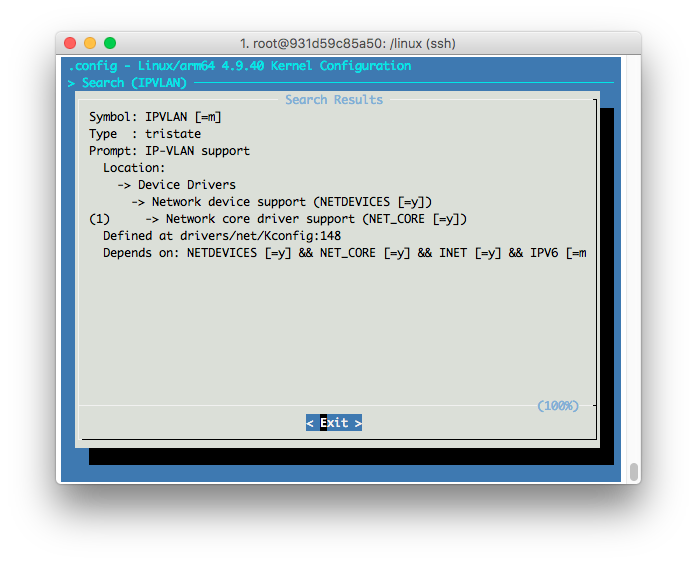 1. root@931d59c85a50: /linux (ssh)
.config - Linux/arm64 4.9.40 Kernel Configuration
> Search (IPVLAN)
Search Results
Symbol: IPVLAN [=m]
Type  : tristate
Prompt: IP-VLAN support
  Location:
    -> Device Drivers
      -> Network device support (NETDEVICES [=y])
(1)     -> Network core driver support (NET_CORE [=y])
  Defined at drivers/net/Kconfig:148
  Depends on: NETDEVICES [=y] && NET_CORE [=y] && INET [=y] && IPV6 [=m
(100%)
< Exit >